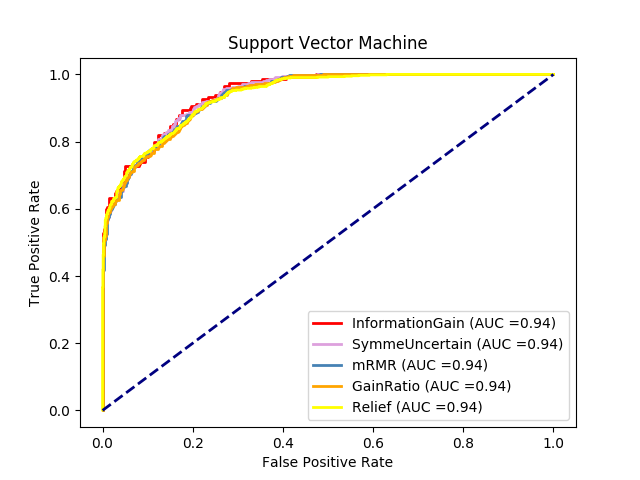 Support Vector Machine
True Positive Rate
1.0
0.8
0.6
0.4
0.2
0.0
InformationGain (AUC =0.94)
SymmeUncertain (AUC =0.94)
mRMR (AUC =0.94)
GainRatio (AUC =0.94)
Relief (AUC =0.94)
0.0 0.2 0.4 0.6 0.8 1.0
False Positive Rate